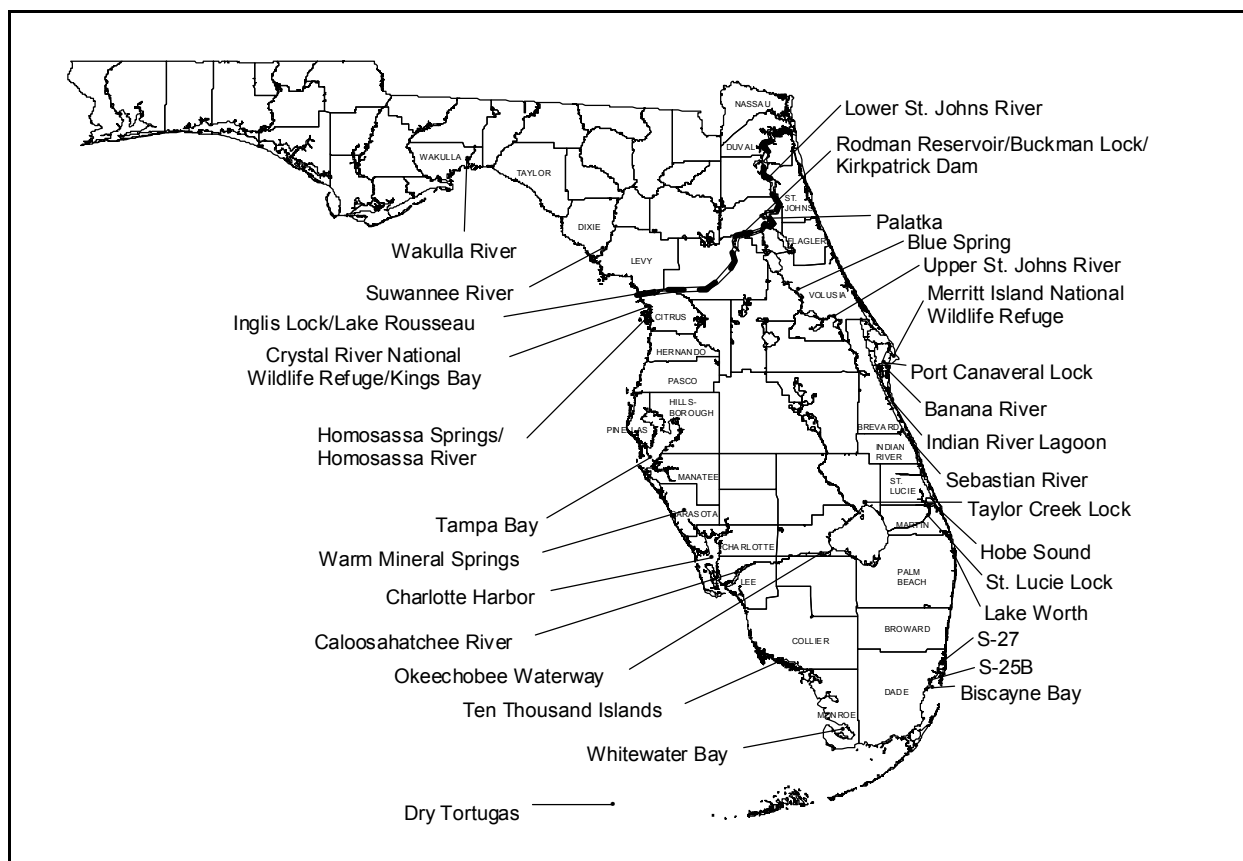 NASSAU
Lower St. Johns River
Rodman Reservoir/Buckman Lock/
Kirkpatrick Dam
DUVAL
WAKULLA
TAYLOR
ST.
JOHNS
Palatka
DIXIE
FLAGLER
Blue Spring
Wakulla River
LEVY
Upper St. Johns River
Suwannee River
VOLUSIA
Merritt Island National
Wildlife Refuge
Inglis Lock/Lake Rousseau
CITRUS
Crystal River National
Wildlife Refuge/Kings Bay
HERNANDO
Port Canaveral Lock
PASCO
Banana River
HILLS-
BOROUGH
PINELLAS
BREVARD
Homosassa Springs/
Homosassa River
Indian River Lagoon
INDIAN
RIVER
Sebastian River
MANATEE
ST.
LUCIE
Taylor Creek Lock
Tampa Bay
SARASOTA
MARTIN
Warm Mineral Springs
CHARLOTTE
Hobe Sound
LEE
PALM
BEACH
St. Lucie Lock
Charlotte Harbor
Lake Worth
Caloosahatchee River
COLLIER
BROWARD
S-27
Okeechobee Waterway
S-25B
Ten Thousand Islands
DADE
Biscayne Bay
MONROE
Whitewater Bay
Dry Tortugas